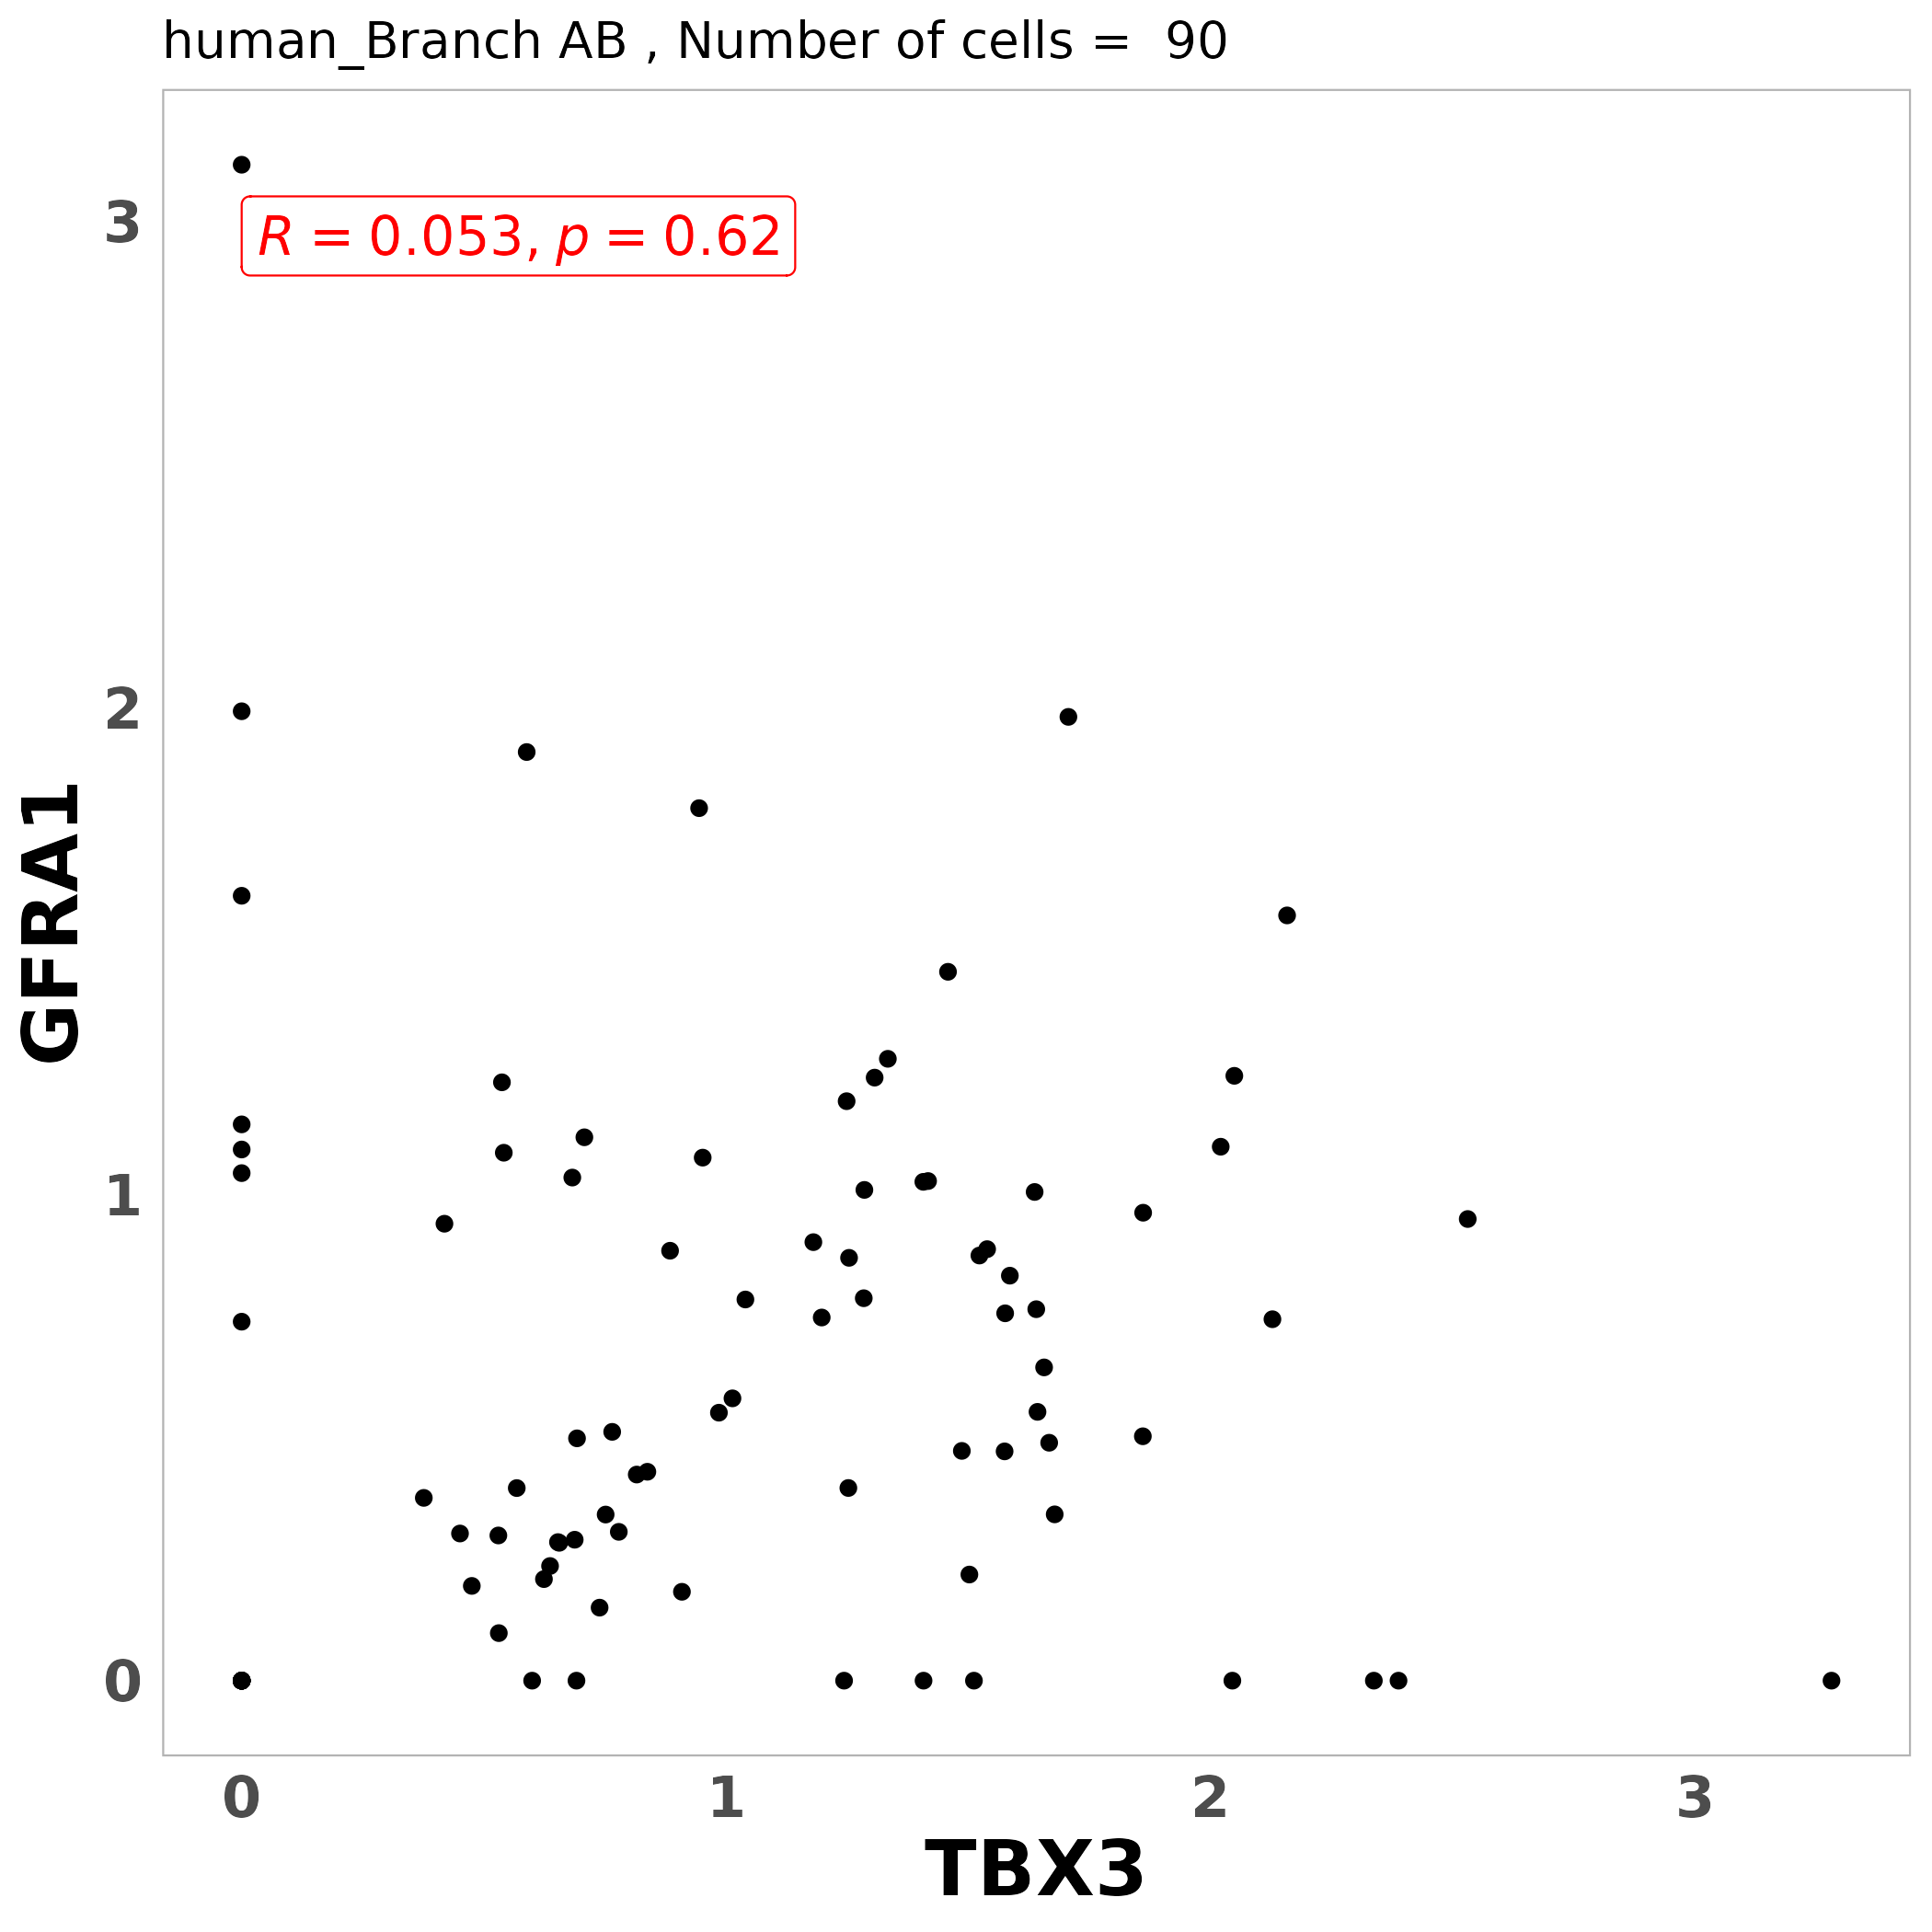 human_Branch AB , Number of cells =  90
R = 0.053, p = 0.62
3
2
1
0
GFRA1
0 1 2 3
TBX3